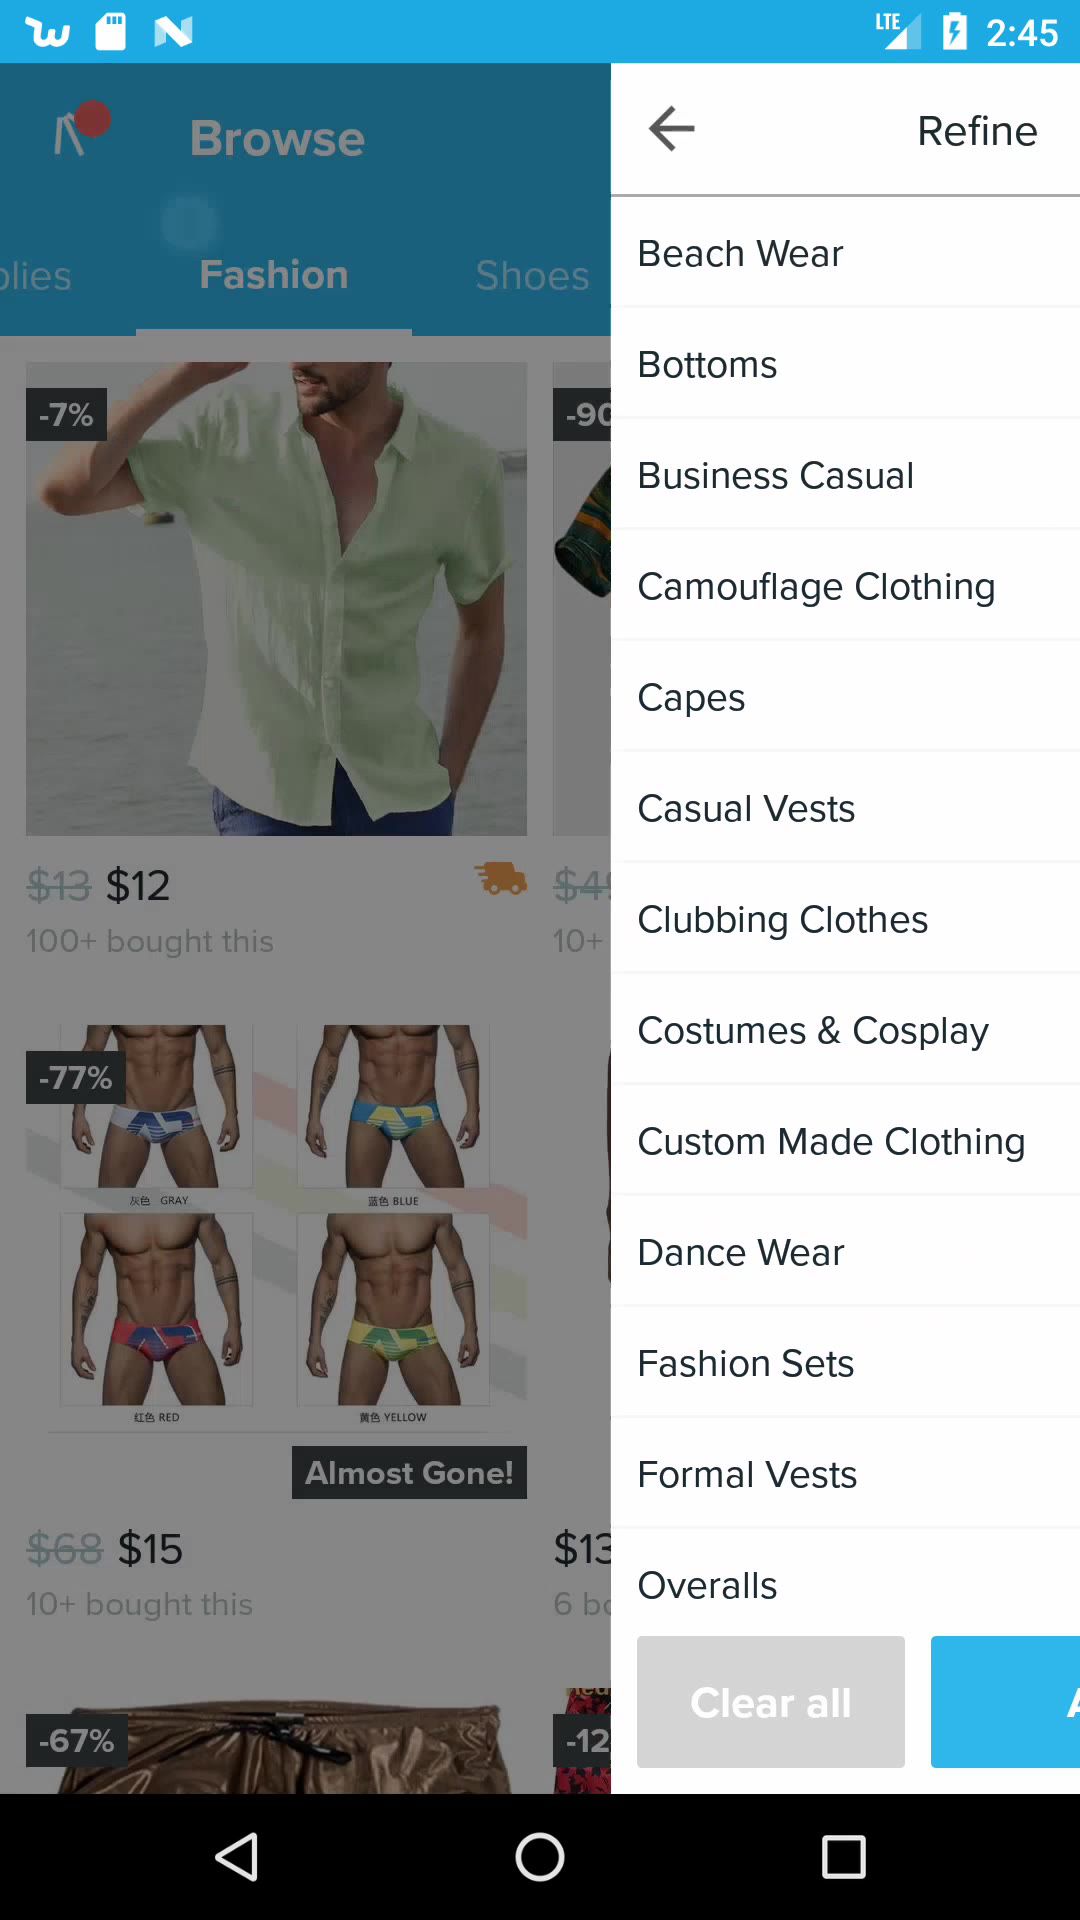 LTE 2:45
Browse
Refine
plies Fashion Shoes
Beach Wear
Bottoms
Business Casual
Camouflage Clothing
Capes
Casual Vests
Clubbing Clothes
Costumes & Cosplay
Custom Made Clothing
Dance Wear
Fashion Sets
Formal Vests
Overalls
Clear all
-7%
-90
$13 $12
$49
100+ bought this
10+
-77%
灰色 GRAY
蓝色 BLUE
红色 RED
黄色 YELLOW
Almost Gone!
$68 $15
$13
10+ bought this
6 bo
-67%
-12